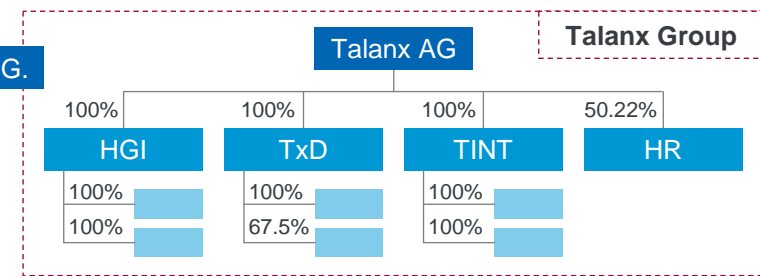 Talanx Group
Talanx AG
G.
100% 100% 100% 50.22%
HGI TxD TINT HR
100% 100% 100%
100% 67.5% 100%